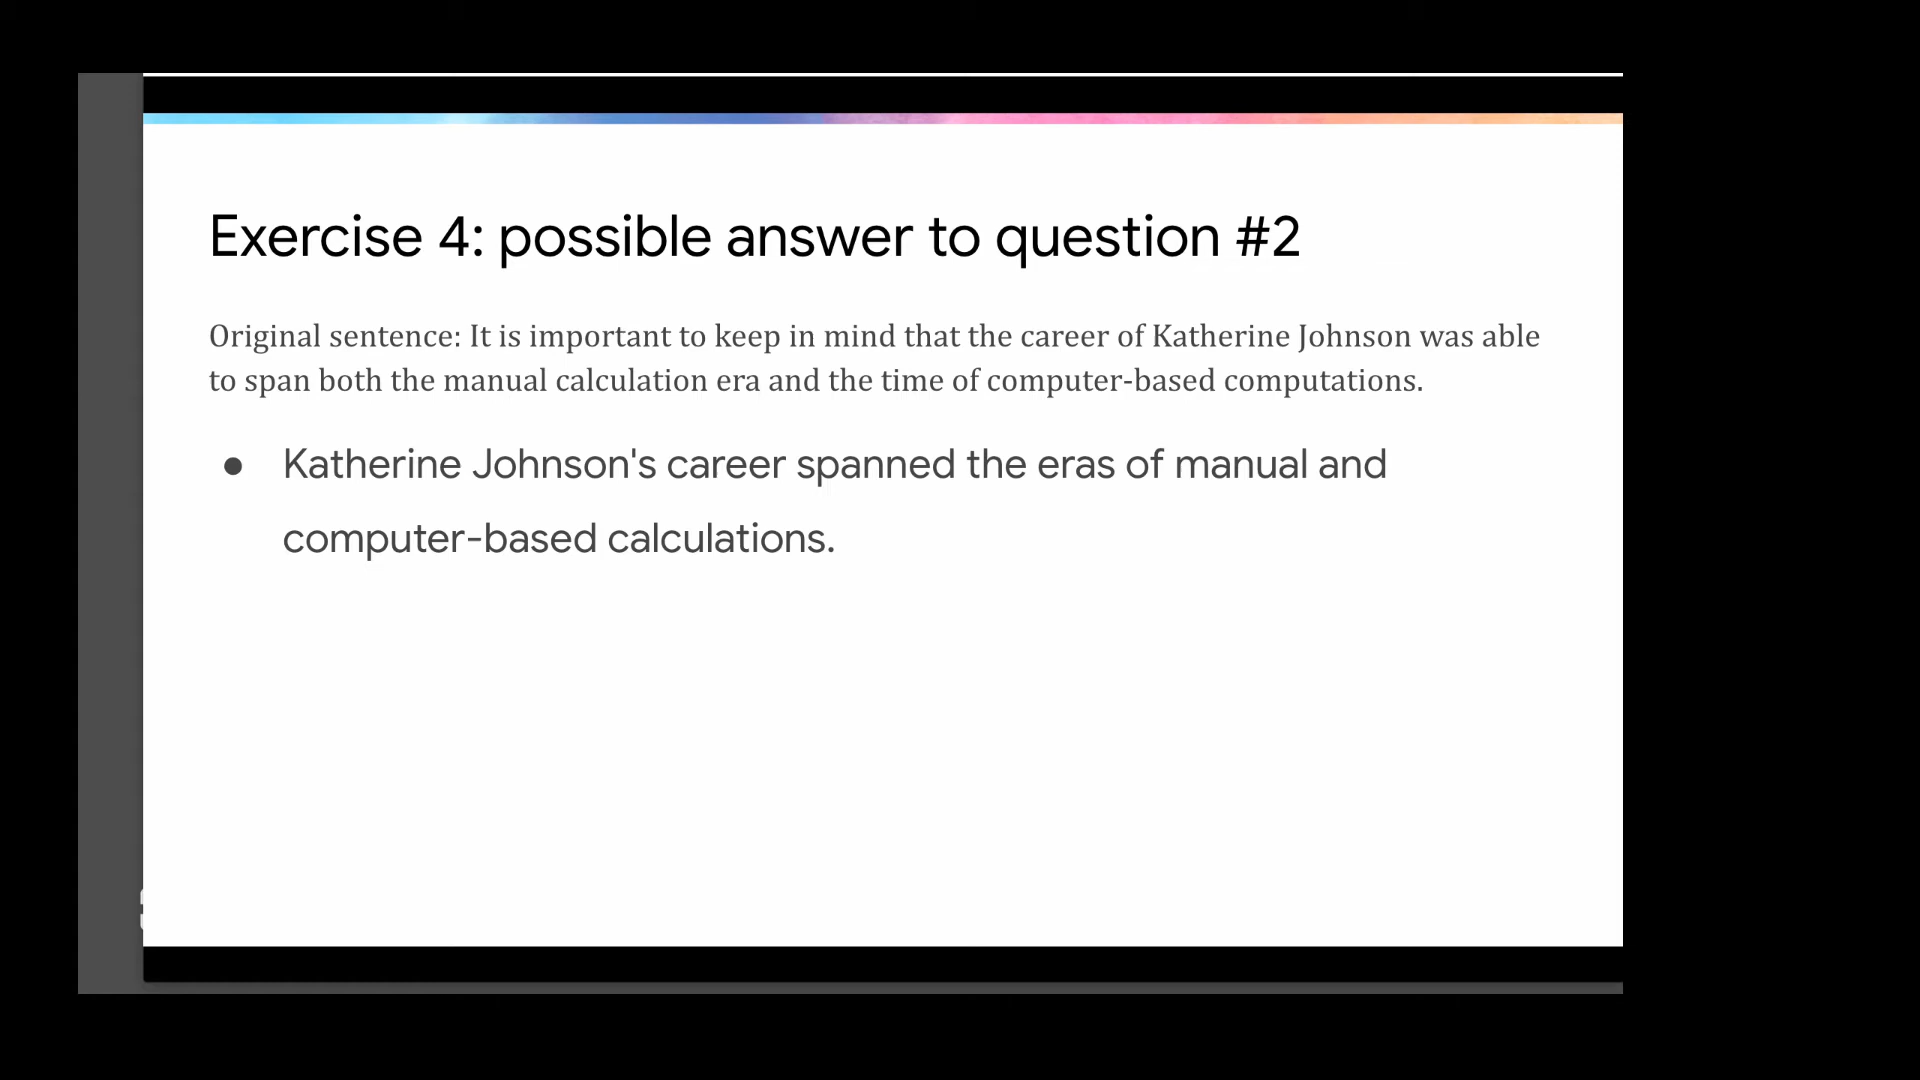 Exercise 4: possible answer to question #2
Original sentence: It is important to keep in mind that the career of Katherine Johnson was able
to span both the manual calculation era and the time of computer-based computations.
● Katherine Johnson's career spanned the eras of manual and
computer-based calculations.